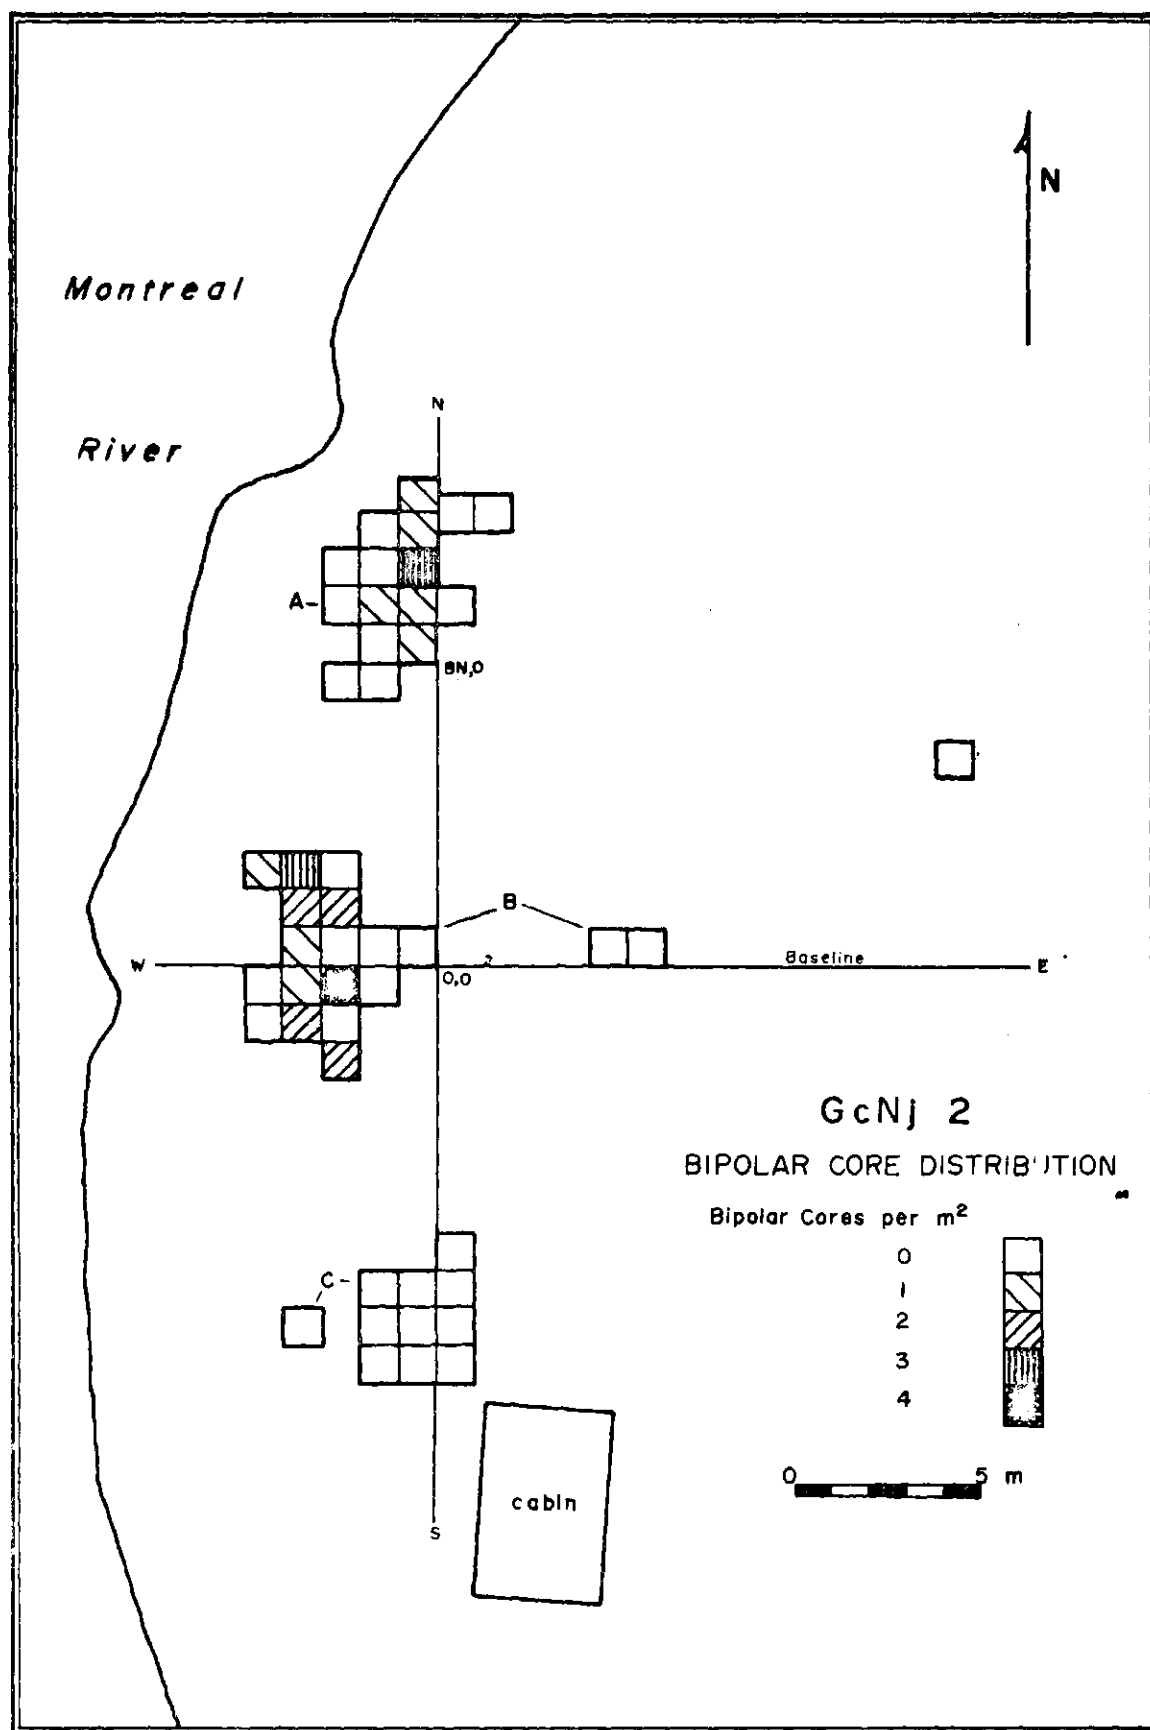 N
Montreal
N
River
A-
8N,0
B
W
Baseline
E
0,0
GcNj 2
BIPOLAR CORE DISTRIBUTION
Bipolar Cores per m²
0
1
2
3
4
C-
0 5 m
cabin
S